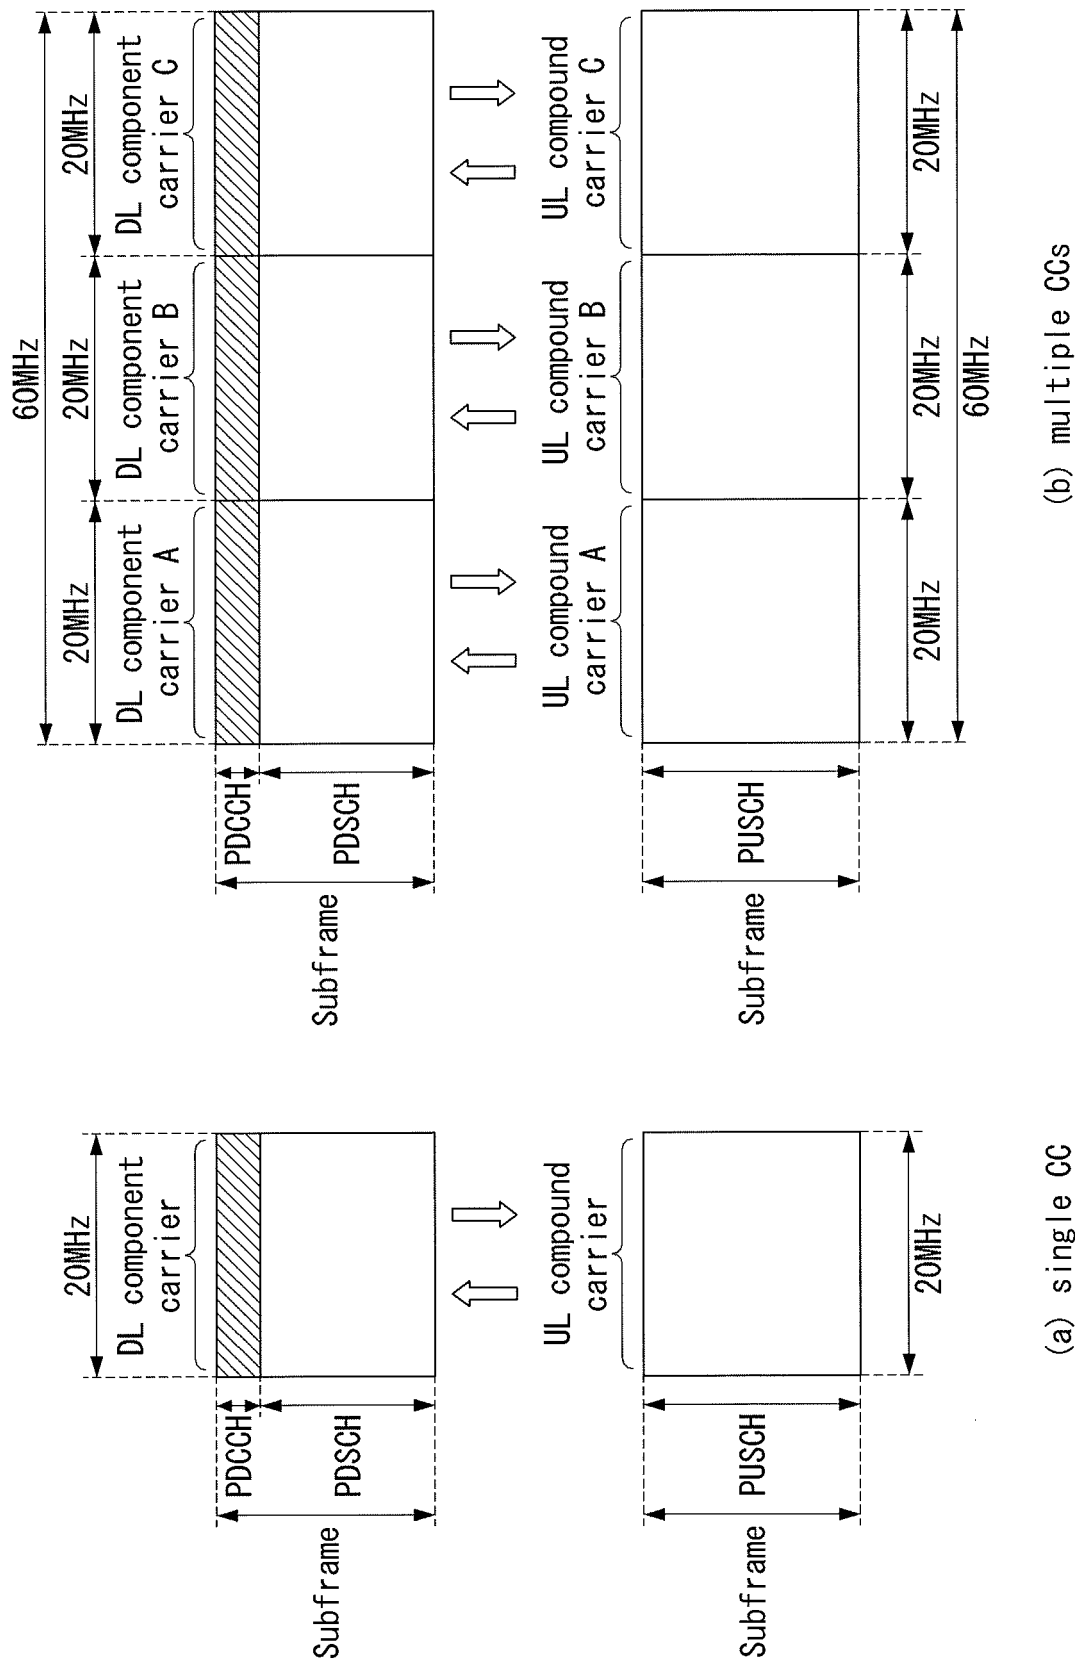 20MHz
DL component
carrier
PDCCH
PDSCH
Subframe
UL compound
carrier
PUSCH
Subframe
20MHz
(a) single CC
60MHz
20MHz
20MHz
20MHz
DL component
carrier A
DL component
carrier B
DL component
carrier C
PDCCH
PDSCH
Subframe
UL compound
carrier A
UL compound
carrier B
UL compound
carrier C
PUSCH
Subframe
20MHz
20MHz
20MHz
60MHz
(b) multiple CCs